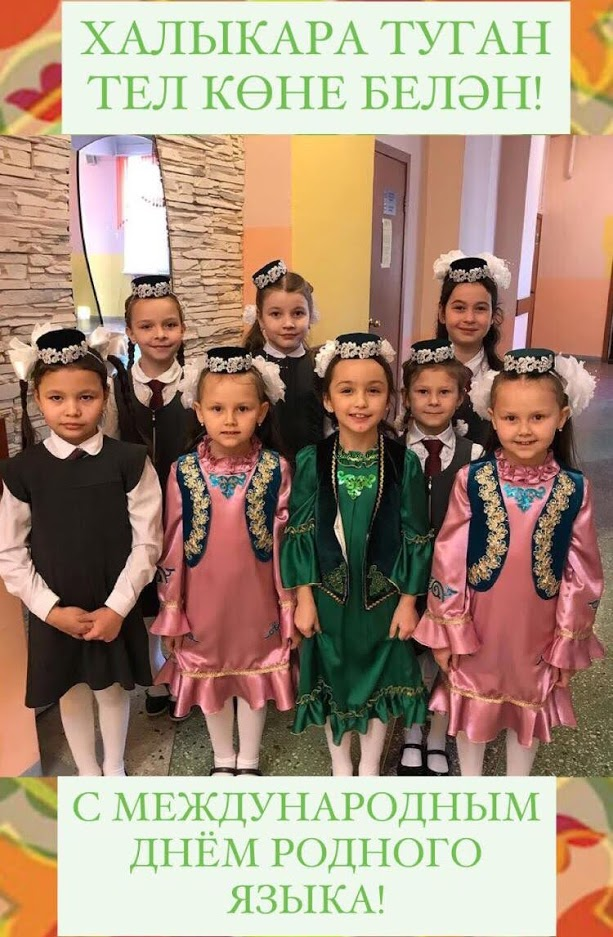 ХАЛЫКАРА ТУГАН
ТЕЛ КӨНЕ БЕЛӘН!
С МЕЖДУНАРОДНЫМ
ДНЁМ РОДНОГО
ЯЗЫКА!